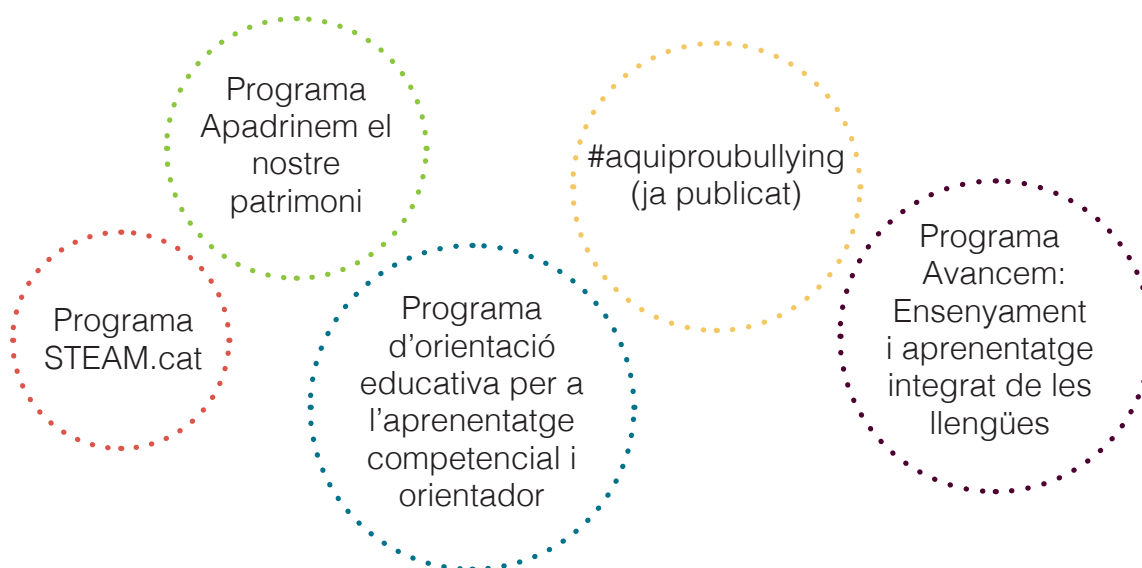 Programa
Apadrinem el
nostre
patrimoni
#aquiproubullying
(ja publicat)
Programa
Avancem:
Ensenyament
i aprenentatge
integrat de les
llengües
Programa
STEAM.cat
Programa
d’orientació
educativa per a
l’aprenentatge
competencial i
orientador